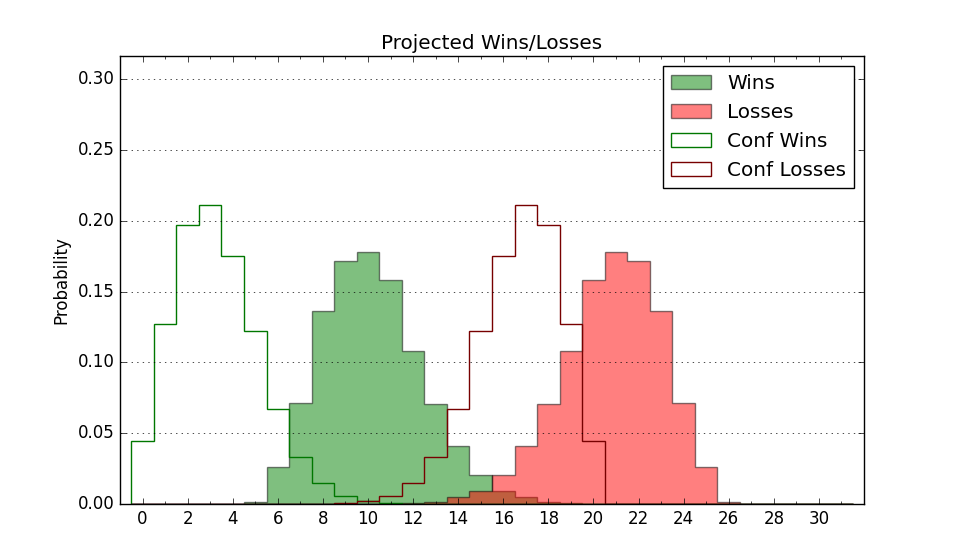 Projected Wins/Losses
Wins
Losses
Conf Wins
Conf Losses
Probability
0.30
0.25
0.20
0.15
0.10
0.05
0.00
0 2 4 6 8 10 12 14 16 18 20 22 24 26 28 30